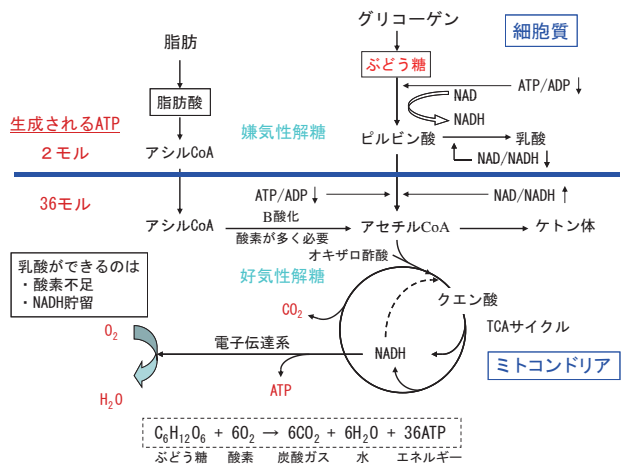 グリコーゲン
細胞質
脂肪
ぶどう糖
ATP/ADP↓
NAD
脂肪酸
NADH
生成されるATP
嫌気性解糖
2モル
アシルCoA
ピルビン酸
乳酸
NAD/NADH↓
36モル
ATP/ADP↓
NAD/NADH↑
アシルCoA
B酸化
酸素が多く必要
アセチルCoA
ケトン体
オキザロ酢酸
乳酸ができるのは
・酸素不足
・NADH貯留
好気性解糖
クエン酸
CO₂
TCAサイクル
O₂
電子伝達系
NADH
ミトコンドリア
ATP
H₂O
C₆H₁₂O₆ + 6O₂ → 6CO₂ + 6H₂O + 36ATP
ぶどう糖 酸素 炭酸ガス 水 エネルギー